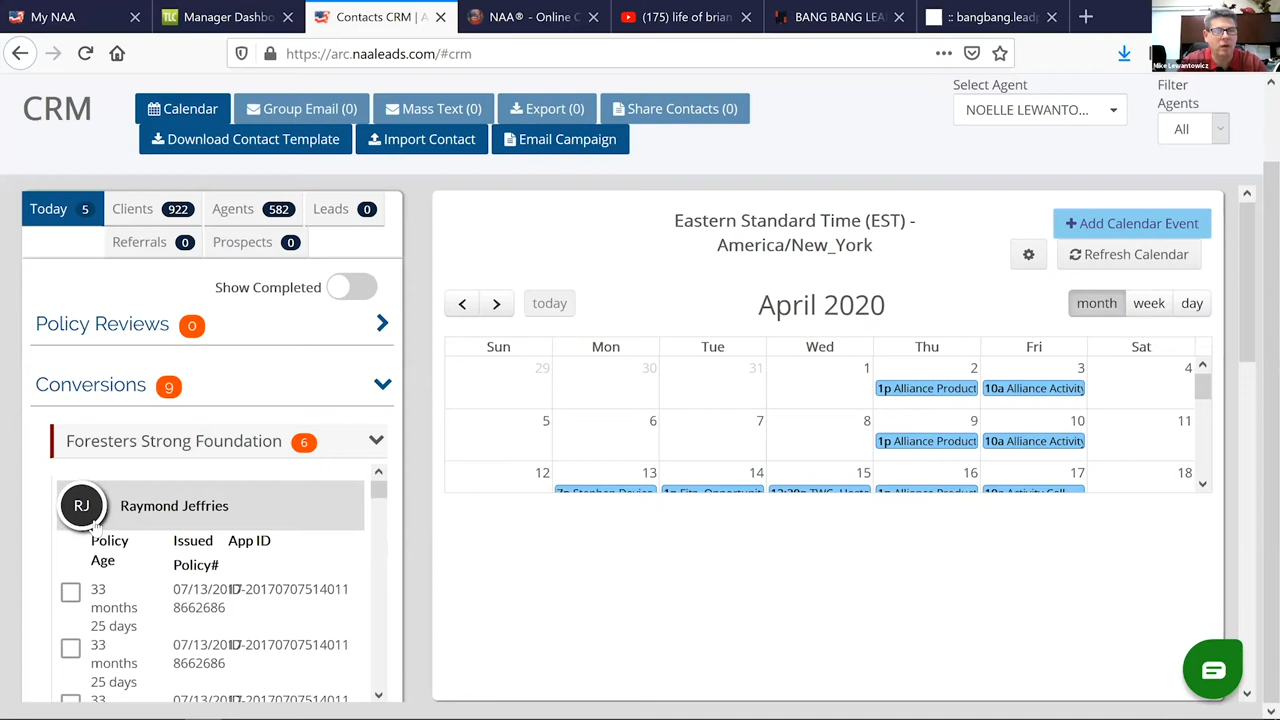 My NAA
Manager Dashbo
Contacts CRM | A
NAA ® – Online C
(175) life of brian
BANG BANG LEA
:: bangbang.leadp
https://arc.naaleads.com/#crm
Mike Lewantowicz
CRM
Calendar
Group Email (0)
Mass Text (0)
Export (0)
Share Contacts (0)
Download Contact Template
Import Contact
Email Campaign
Select Agent
NOELLE LEWANTO...
Filter
Agents
All
Today 5
Clients 922
Agents 582
Leads 0
Referrals 0
Prospects 0
Show Completed
Policy Reviews 0
Conversions 9
Foresters Strong Foundation 6
RJ
Raymond Jeffries
Policy Age
Issued Policy#
App ID
33 months 25 days
07/13/2017
8662686
ID-20170707514011
33 months 25 days
07/13/2017
8662686
ID-20170707514011
33
07/13/2017
ID-20170707514011
Eastern Standard Time (EST) -
America/New_York
+ Add Calendar Event
Refresh Calendar
today
April 2020
month
week
day
Sun Mon Tue Wed Thu Fri Sat
29 30 31 1 2 3 4
1p Alliance Product
10a Alliance Activity
5 6 7 8 9 10 11
1p Alliance Product
10a Alliance Activity
12 13 14 15 16 17 18